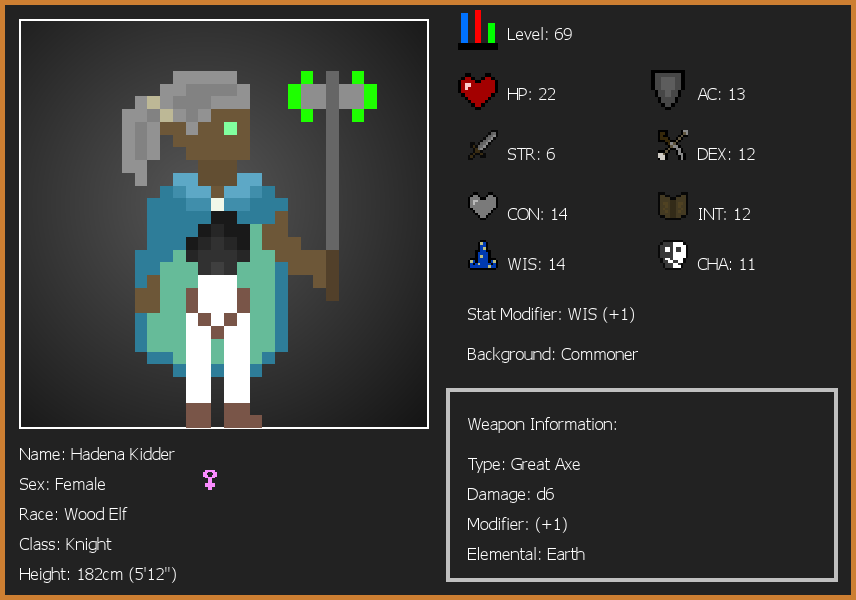 Level: 69
HP: 22
AC: 13
STR: 6
DEX: 12
CON: 14
INT: 12
WIS: 14
CHA: 11
Stat Modifier: WIS (+1)
Background: Commoner
Weapon Information:
Type: Great Axe
Damage: d6
Modifier: (+1)
Elemental: Earth
Name: Hadena Kidder
Sex: Female
Race: Wood Elf
Class: Knight
Height: 182cm (5'12")